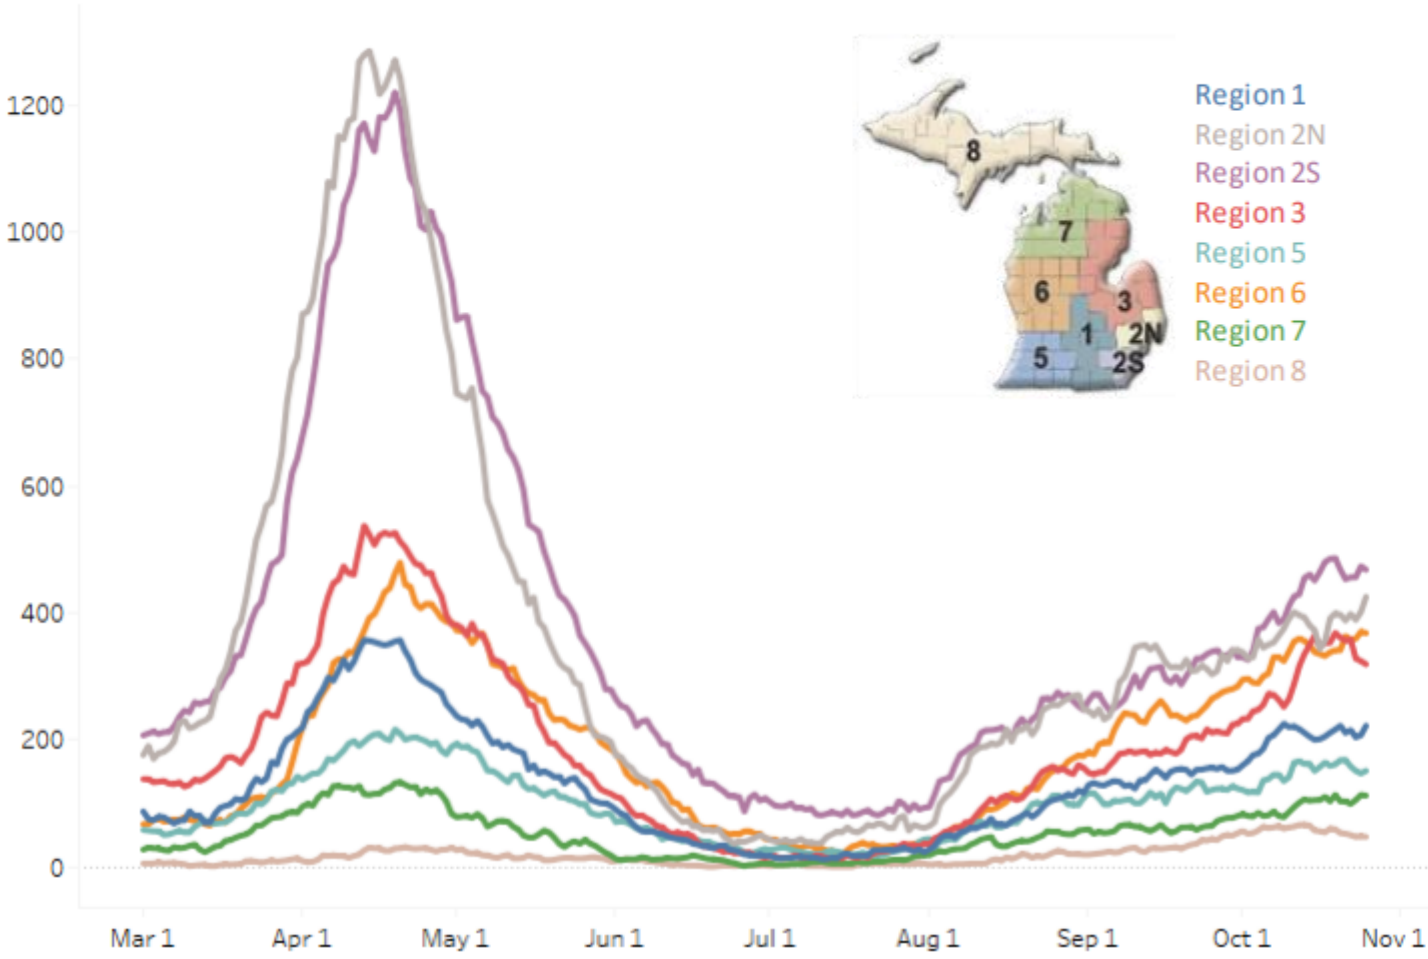 1200
1000
800
600
400
200
0
Mar 1 Apr 1 May 1 Jun 1 Jul 1 Aug 1 Sep 1 Oct 1 Nov 1
8
7
6
3
1
2N
5
2S
Region 1
Region 2N
Region 2S
Region 3
Region 5
Region 6
Region 7
Region 8